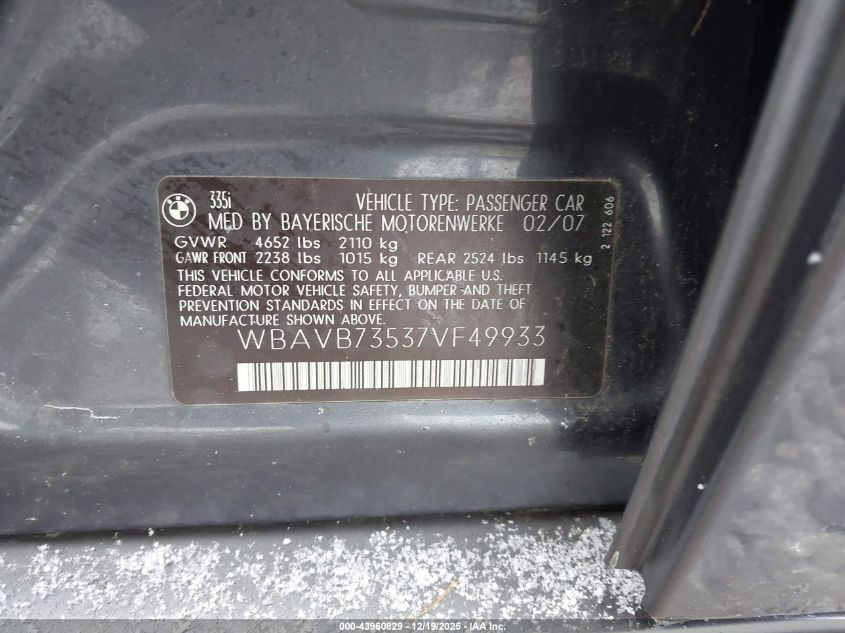 335i VEHICLE TYPE: PASSENGER CAR
MFD BY BAYERISCHE MOTORENWERKE 02/07
GVWR 4652 lbs 2110 kg
GAWR FRONT 2238 lbs 1015 kg REAR 2524 lbs 1145 kg
THIS VEHICLE CONFORMS TO ALL APPLICABLE U.S.
FEDERAL MOTOR VEHICLE SAFETY, BUMPER AND THEFT
PREVENTION STANDARDS IN EFFECT ON THE DATE OF
MANUFACTURE SHOWN ABOVE.
WBAVB73537VF49933
2 122 606
000-43960829 - 12/19/2025 - IAA Inc.